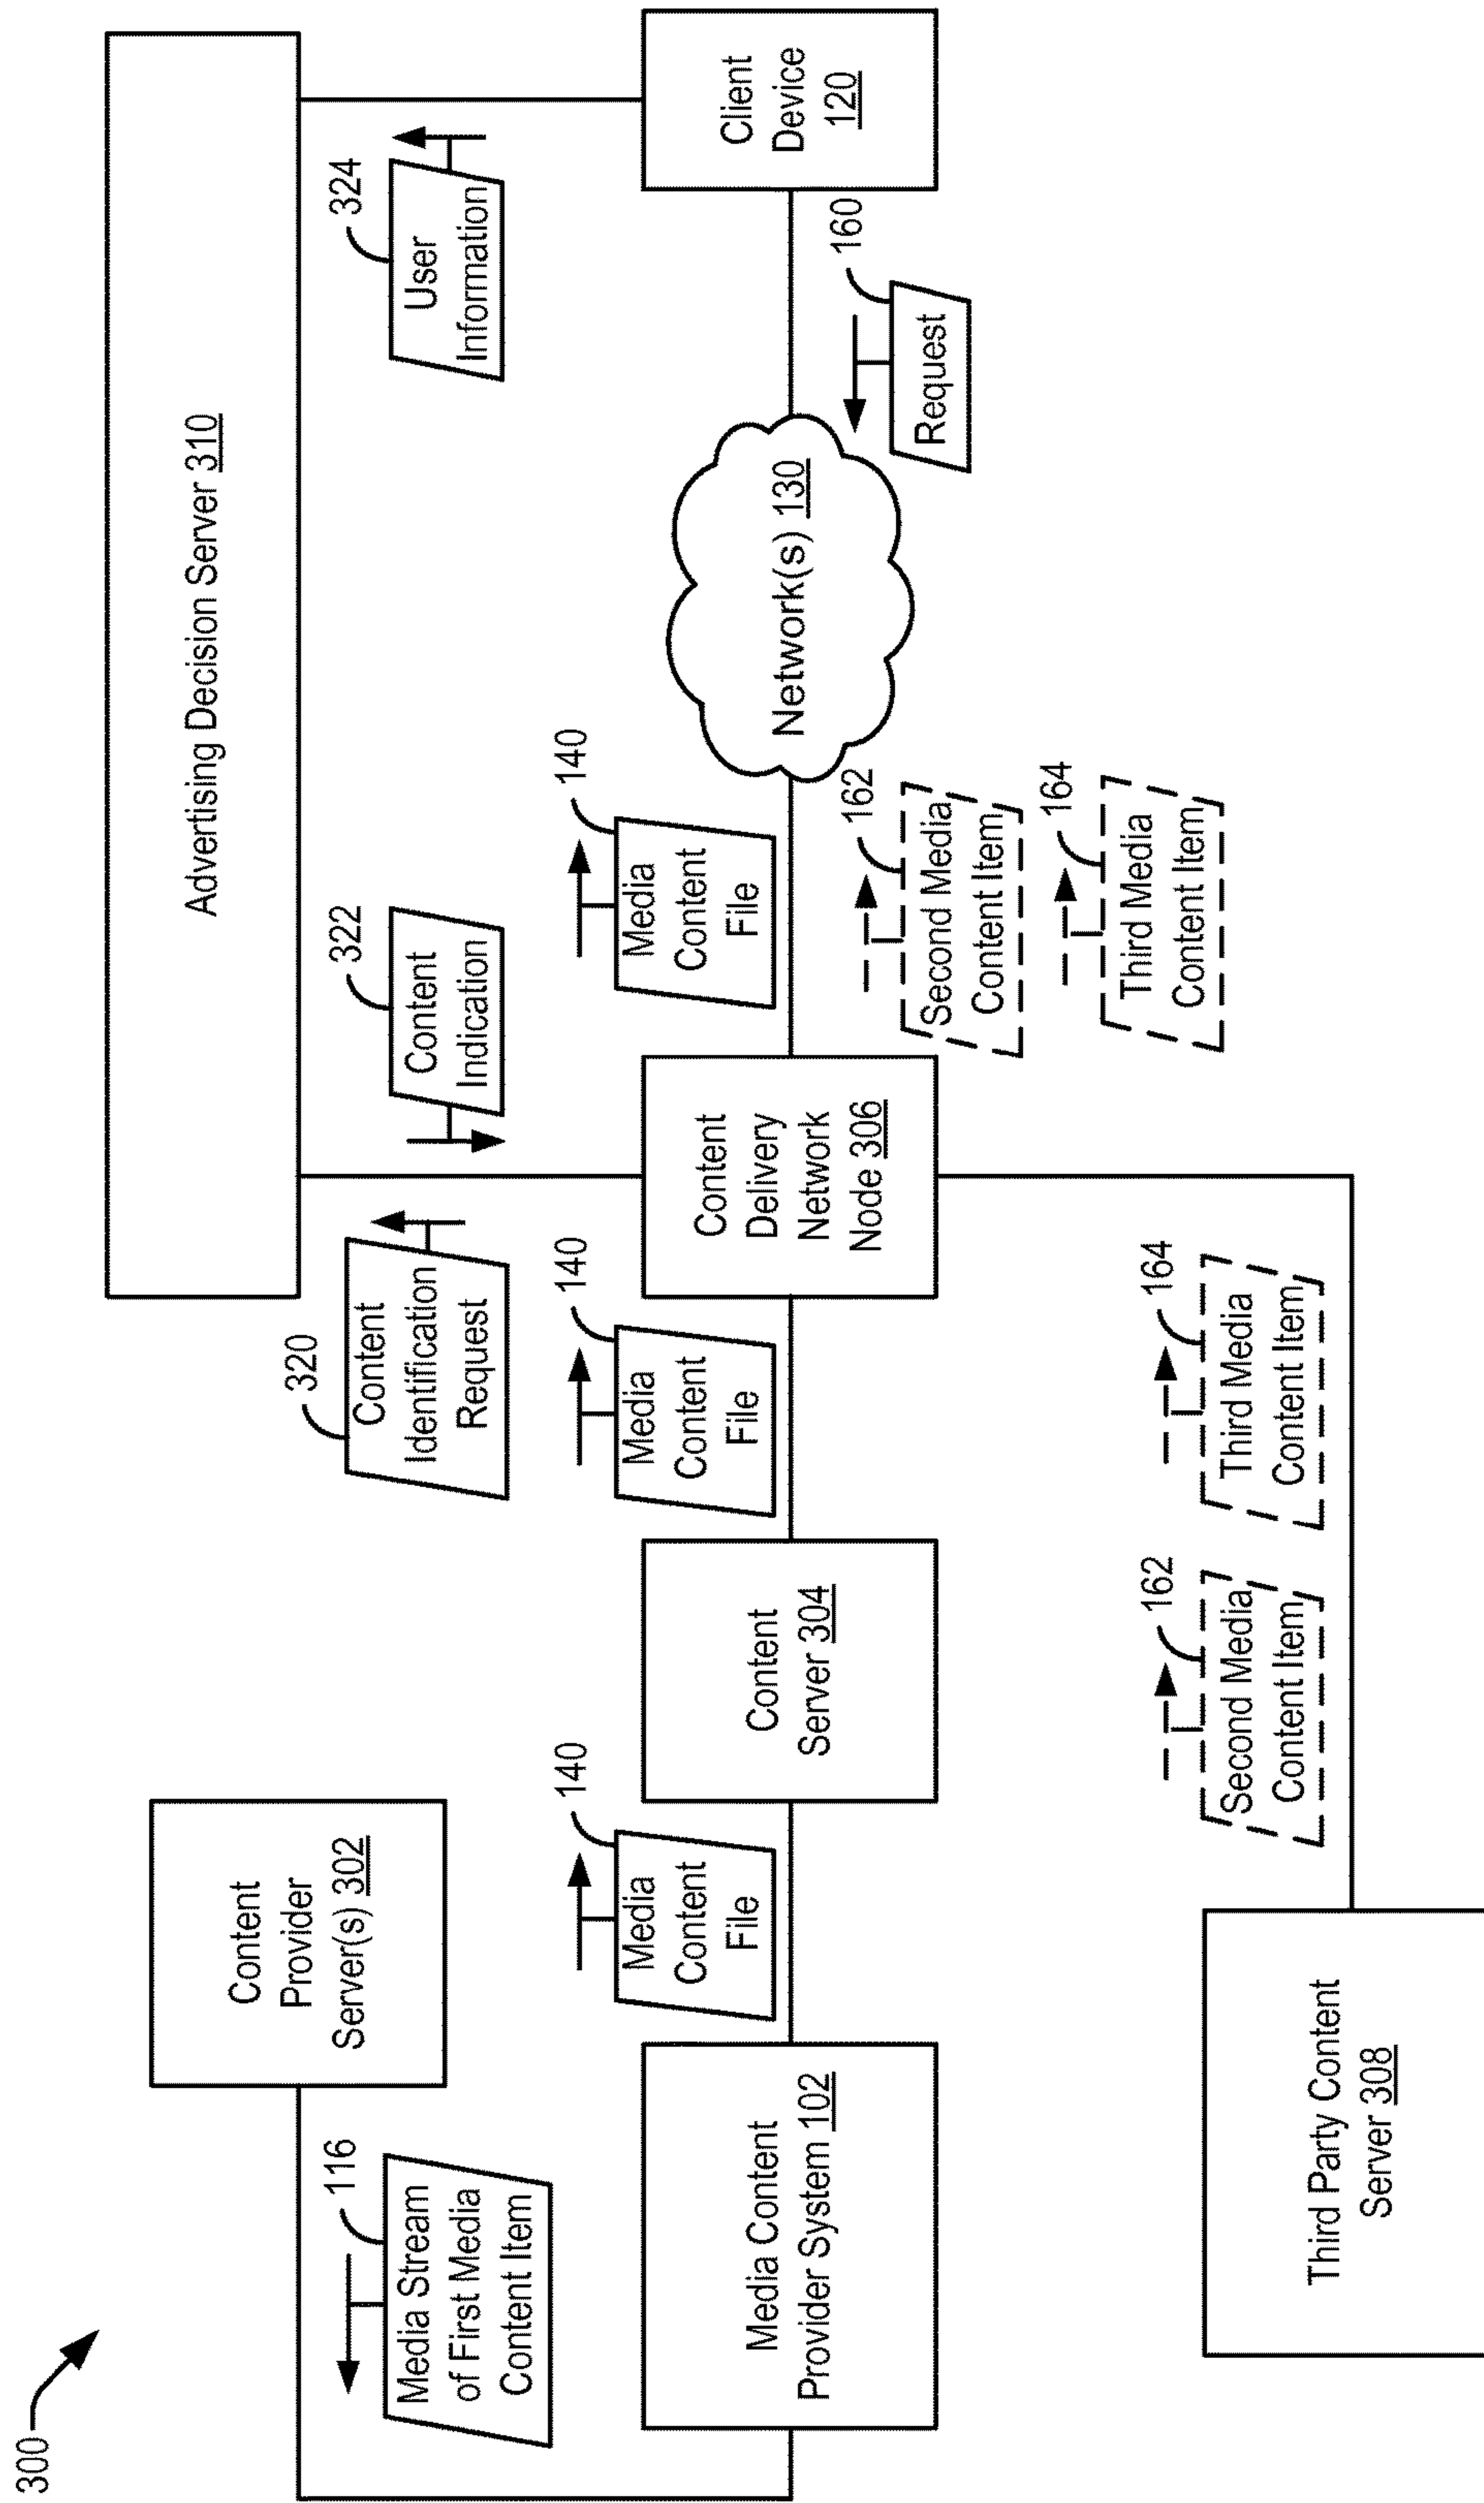 300
116
Media Stream
of First Media
Content Item
Content
Provider
Server(s) 302
320
Content
Identification
Request
322
Content
Indication
Advertising Decision Server 310
324
User
Information
Media Content
Provider System 102
140
Media
Content
File
Content
Server 304
140
Media
Content
File
Content
Delivery
Network
Node 306
140
Media
Content
File
Network(s) 130
160
Request
Client
Device
120
162
Second Media
Content Item
164
Third Media
Content Item
Third Party Content
Server 308
162
Second Media
Content Item
164
Third Media
Content Item